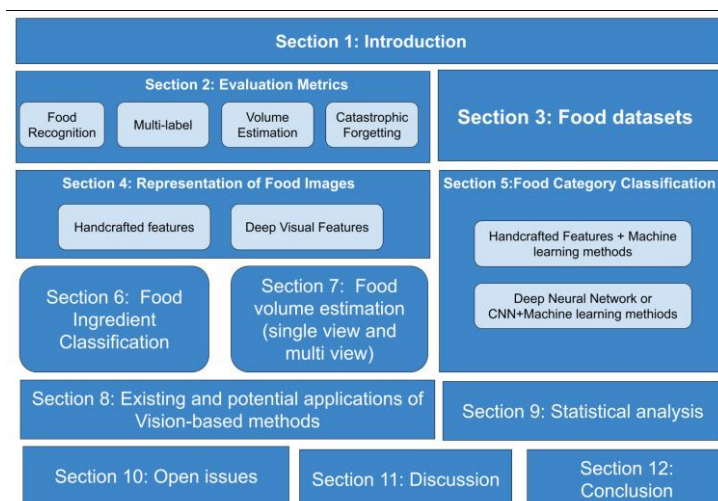 Section 1: Introduction
Section 2: Evaluation Metrics
Food
Recognition
Multi-label
Volume
Estimation
Catastrophic
Forgetting
Section 3: Food datasets
Section 4: Representation of Food Images
Handcrafted features
Deep Visual Features
Section 5:Food Category Classification
Handcrafted Features + Machine
learning methods
Deep Neural Network or
CNN+Machine learning methiods
Section 6: Food
Ingredient
Classification
Section 7: Food
volume estimation
(single view and
multi view)
Section 8: Existing and potential applications of
Vision-based methods
Section 9: Statistical analysis
Section 10: Open issues
Section 11: Discussion
Section 12:
Conclusion